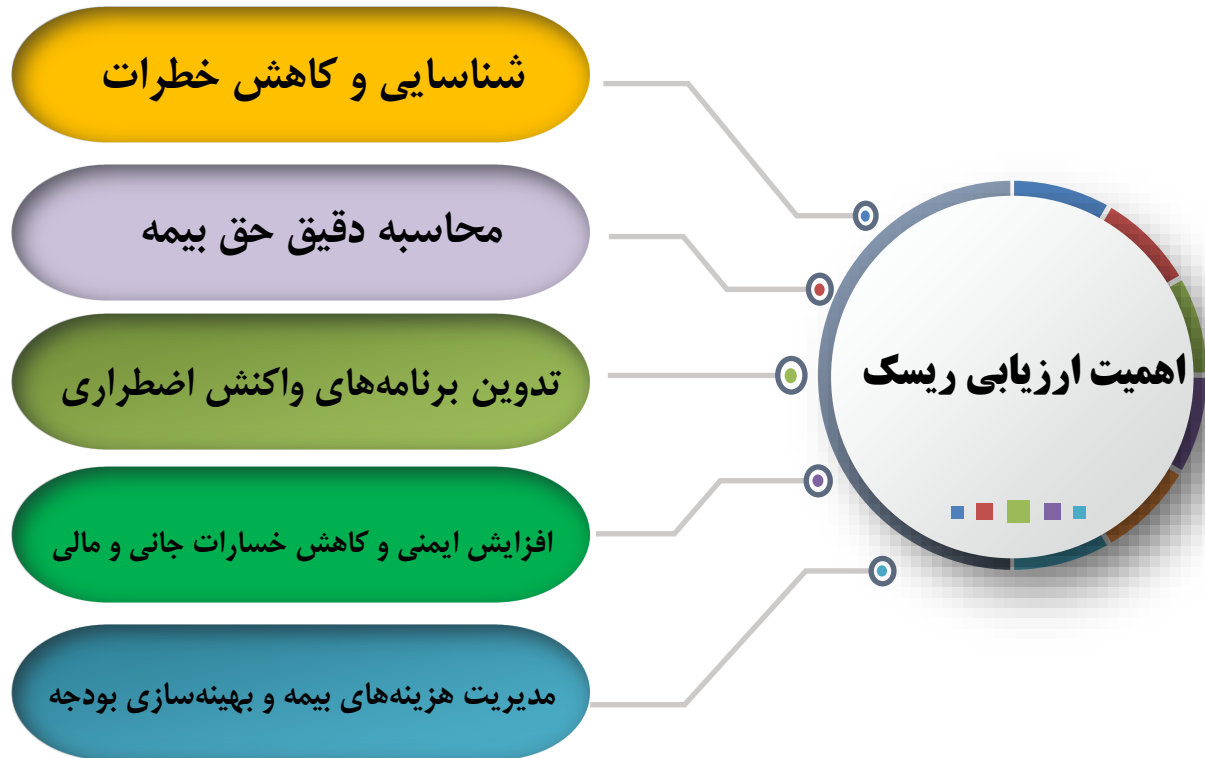 اهمیت ارزیابی ریسک
شناسایی و کاهش خطرات
محاسبه دقیق حق بیمه
تدوین برنامه‌های واکنش اضطراری
افزایش ایمنی و کاهش خسارات جانی و مالی
مدیریت هزینه‌های بیمه و بهینه‌سازی بودجه